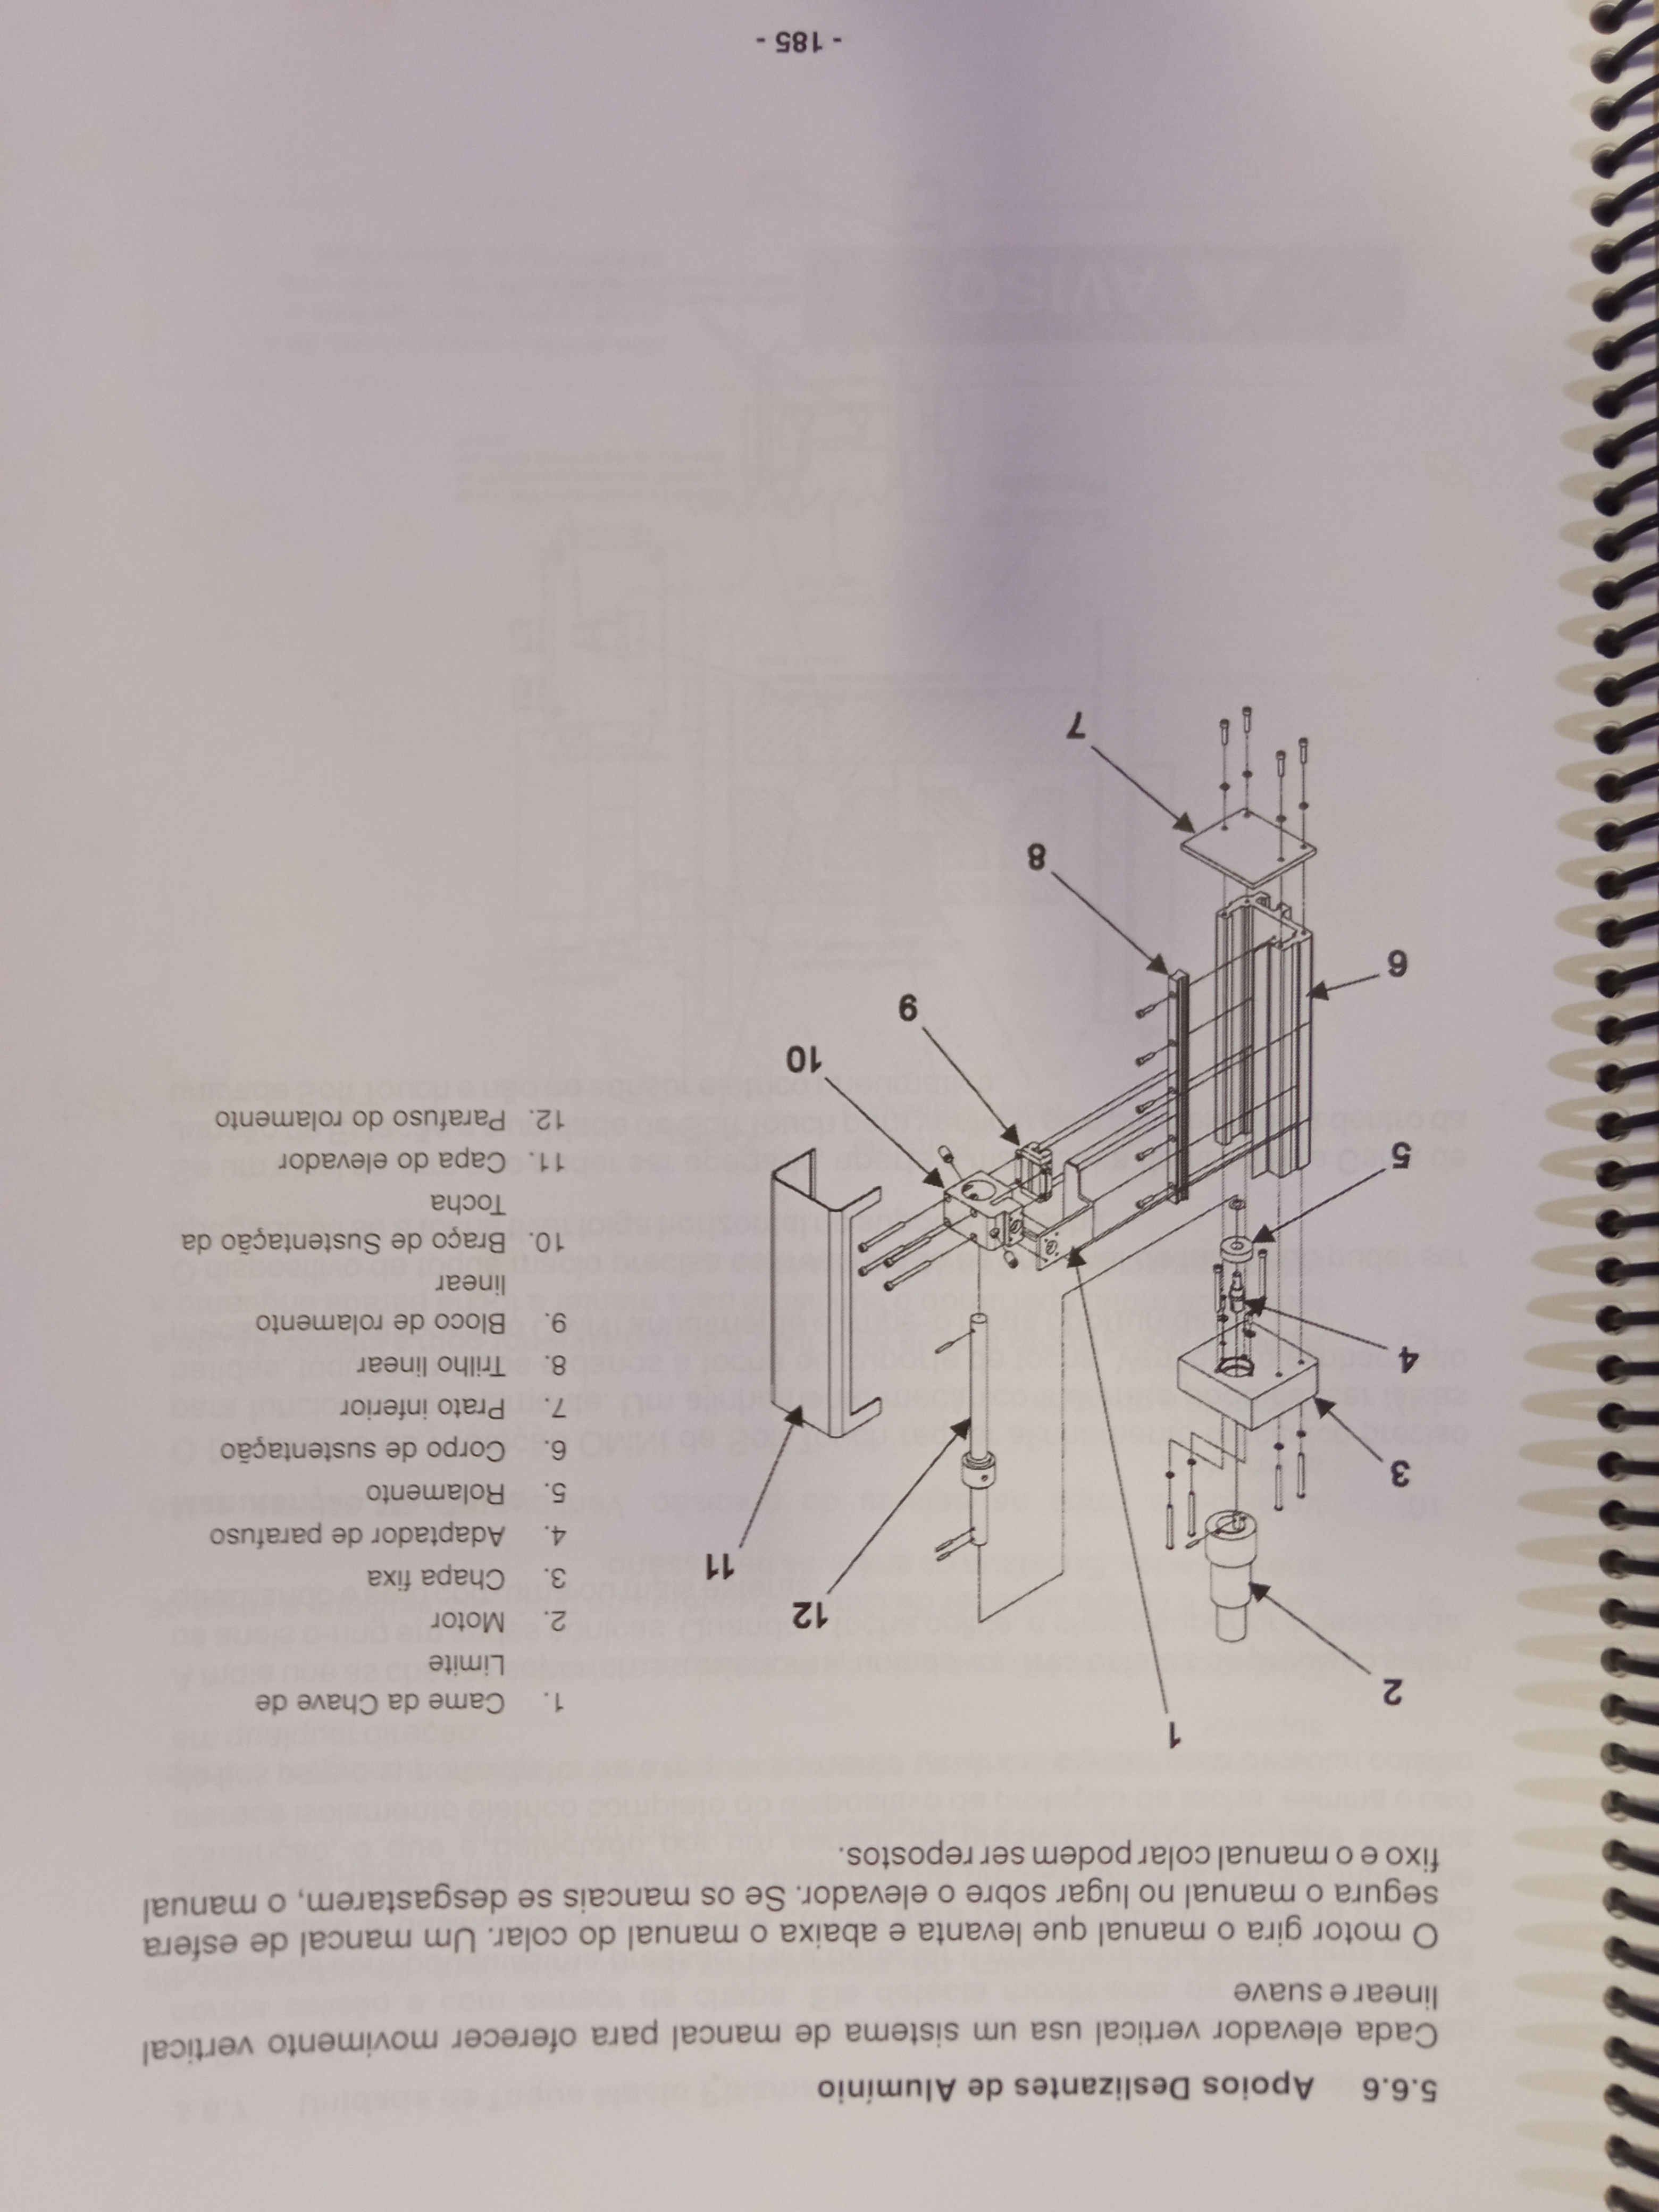 5.6.6 Apoios Deslizantes de Alumínio
Cada elevador vertical usa um sistema de mancal para oferecer movimento vertical
linear e suave
O motor gira o manual que levanta e abaixa o manual do colar. Um mancal de esfera
segura o manual no lugar sobre o elevador. Se os mancais se desgastarem, o manual
fixo e o manual colar podem ser repostos.
1
2
12
11
3
4
5
10
9
6
8
7
1. Came da Chave de
Limite
2. Motor
3. Chapa fixa
4. Adaptador de parafuso
5. Rolamento
6. Corpo de sustentação
7. Prato inferior
8. Trilho linear
9. Bloco de rolamento
linear
10. Braço de Sustentação da
Tocha
11. Capa do elevador
12. Parafuso do rolamento
- 185 -